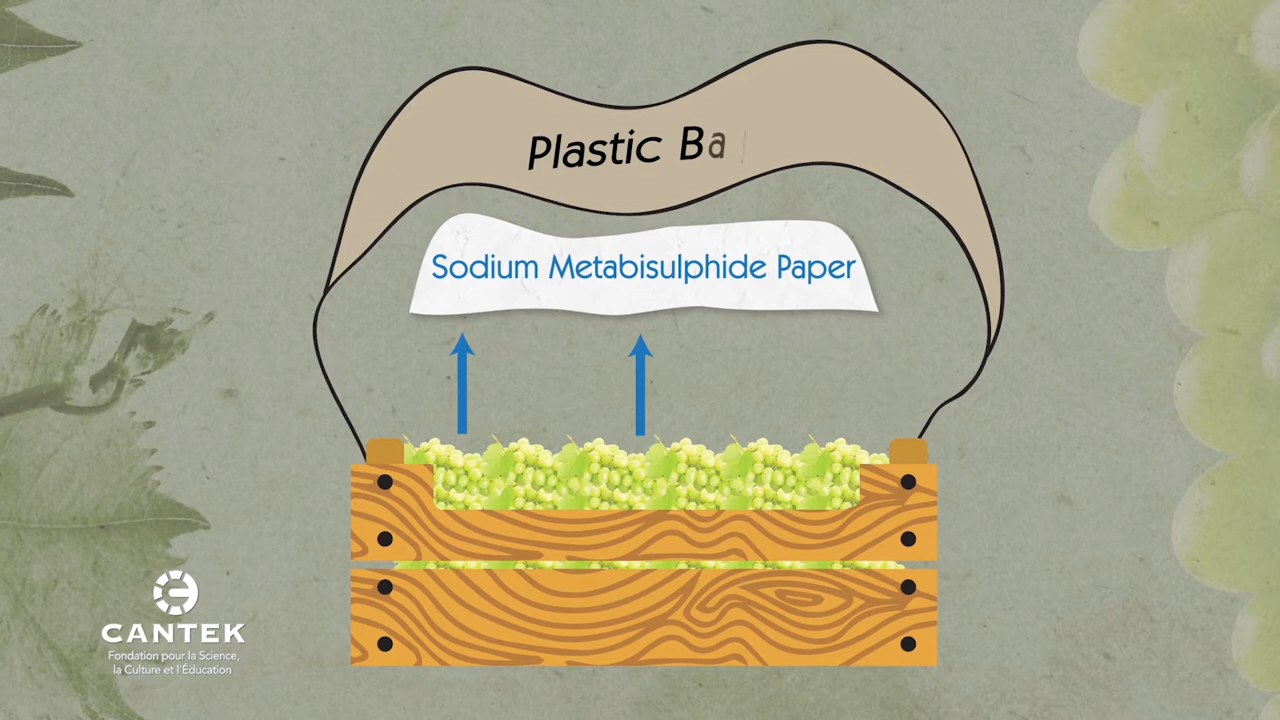 Plastic Ba
Sodium Metabisulphide Paper
CANTEK
Fondation pour la Science,
la Culture et l'Éducation